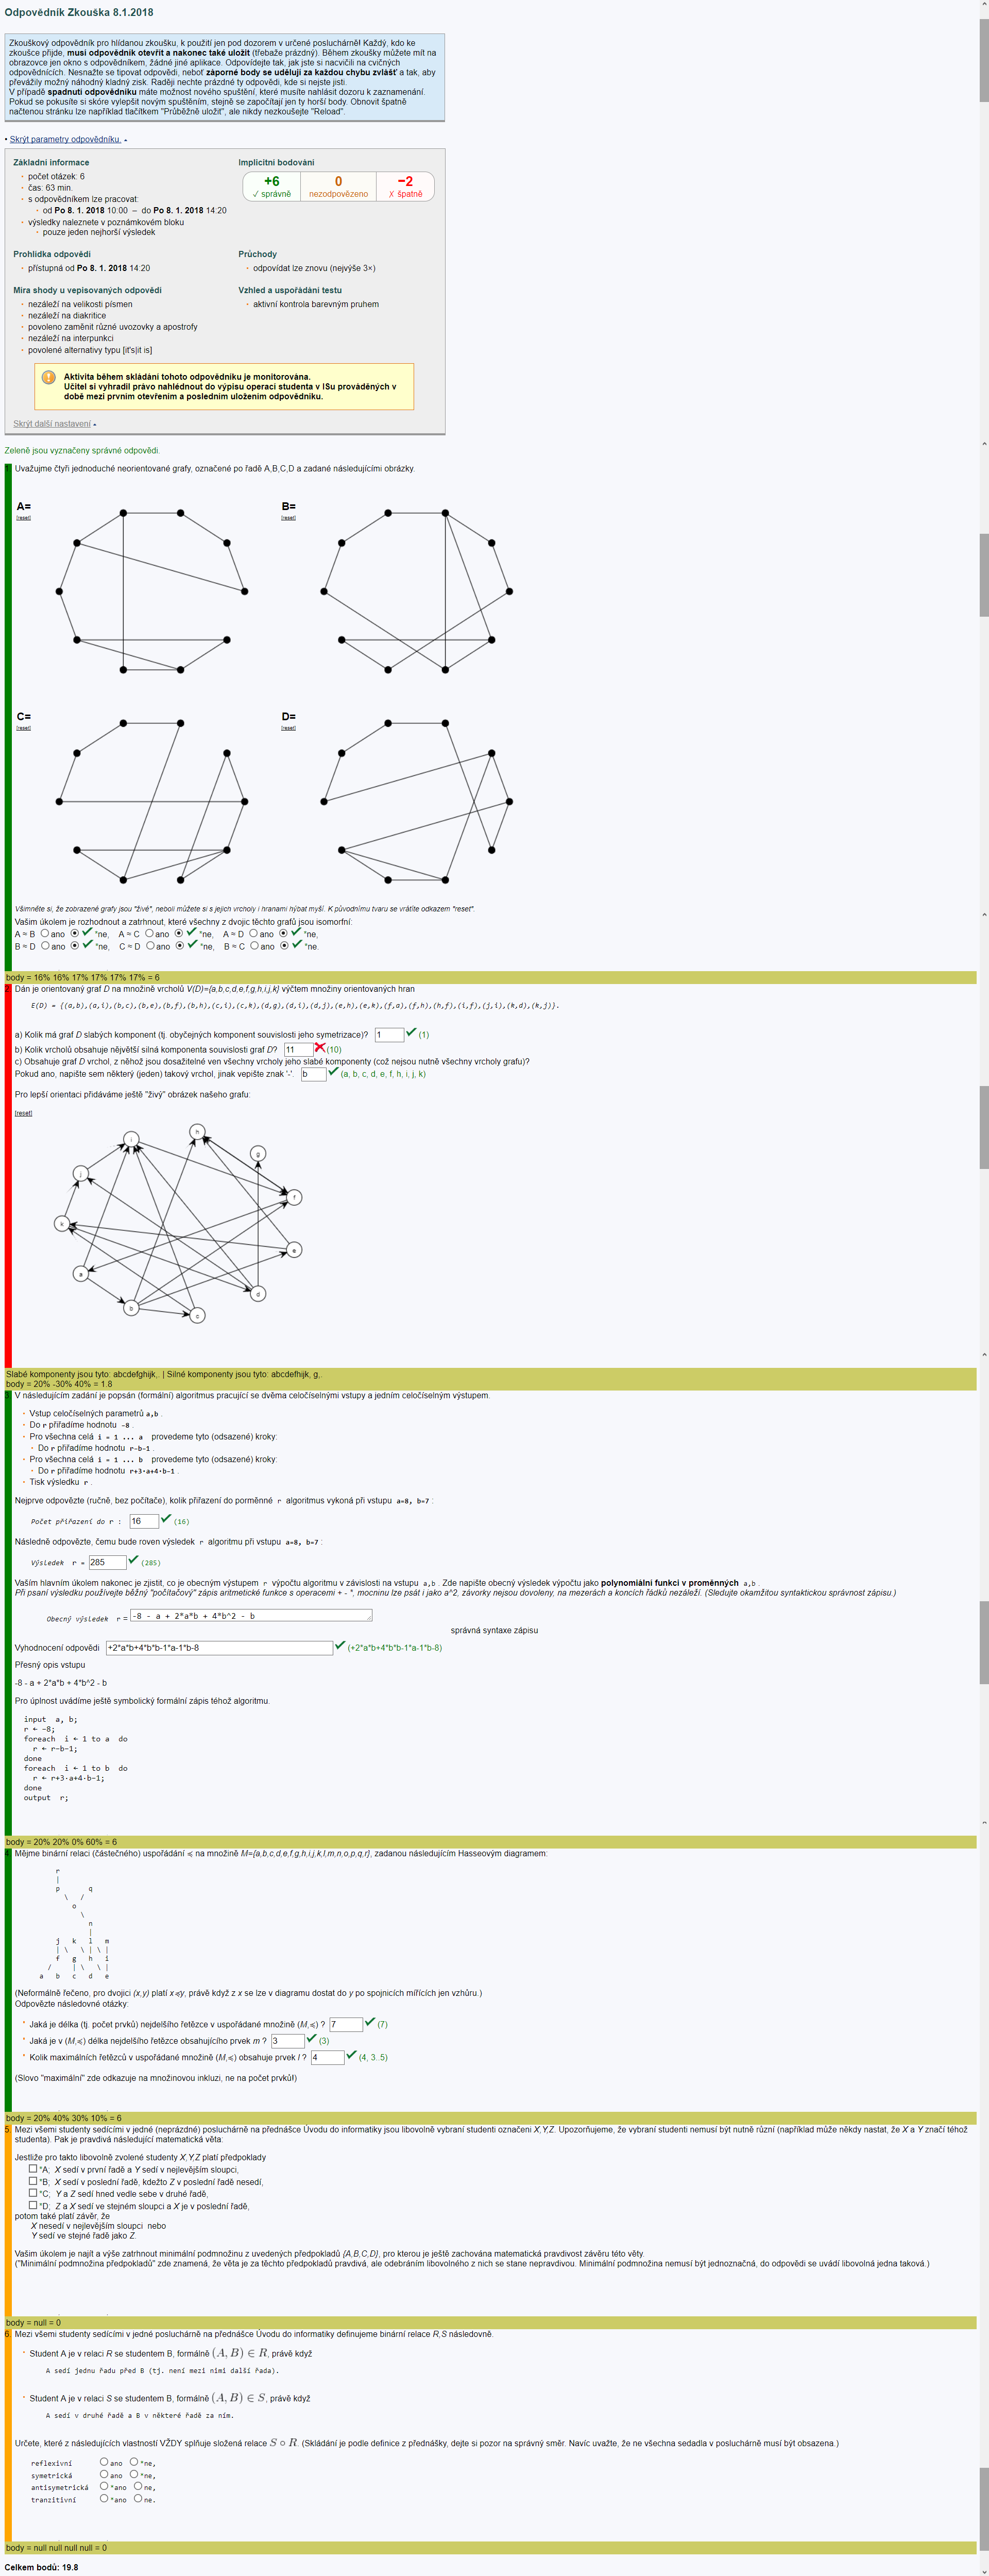 Odpovědník Zkouška 8.1.2018
Zkouškový odpovědník pro hlídanou zkoušku, k použití jen pod dozorem v určené posluchárně! Každý, kdo ke
zkoušce přijde, musí odpovědník otevřít a nakonec také uložit (třebaže prázdný). Během zkoušky můžete mít na
obrazovce jen okno s odpovědníkem, žádné jiné aplikace. Odpovídejte tak, jak jste si nacvičili na cvičných
odpovědnících. Nesnažte se tipovat odpovědi, neboť záporné body se udělují za každou chybu zvlášť a tak, aby
převážily možný náhodný kladný zisk. Raději nechte prázdné ty odpovědi, kde si nejste jisti.
V případě spadnutí odpovědníku máte možnost nového spuštění, které musíte nahlásit dozoru k zaznamenání.
Pokud se pokusíte si skóre vylepšit novým spuštěním, stejně se započítají jen ty horší body. Obnovit špatně
načtenou stránku lze například tlačítkem "Průběžně uložit", ale nikdy nezkoušejte "Reload".
• Skrýt parametry odpovědníku.
Základní informace
počet otázek: 6
čas: 63 min.
s odpovědníkem lze pracovat:
od Po 8. 1. 2018 10:00 – do Po 8. 1. 2018 14:20
výsledky naleznete v poznámkovém bloku
pouze jeden nejhorší výsledek
Implicitní bodování
+6 0 −2
✓ správně nezodpovězeno ✗ špatně
Prohlídka odpovědí
přístupná od Po 8. 1. 2018 14:20
Průchody
odpovídat lze znovu (nejvýše 3×)
Míra shody u vepisovaných odpovědí
nezáleží na velikosti písmen
nezáleží na diakritice
povoleno zaměnit různé uvozovky a apostrofy
nezáleží na interpunkci
povolené alternativy typu [it's|it is]
Vzhled a uspořádání testu
aktivní kontrola barevným pruhem
Aktivita během skládání tohoto odpovědníku je monitorována.
Učitel si vyhradil právo nahlédnout do výpisu operací studenta v ISu prováděných v
době mezi prvním otevřením a posledním uložením odpovědníku.
Skrýt další nastavení
Zeleně jsou vyznačeny správné odpovědi.
1. Uvažujme čtyři jednoduché neorientované grafy, označené po řadě A,B,C,D a zadané následujícími obrázky.
A= B=
[reset] [reset]
C= D=
[reset] [reset]
Všimněte si, že zobrazené grafy jsou "živé", neboli můžete si s jejich vrcholy i hranami hýbat myší. K původnímu tvaru se vrátíte odkazem "reset".
Vašim úkolem je rozhodnout a zatrhnout, které všechny z dvojic těchto grafů jsou isomorfní:
A ≈ B ano *ne, A ≈ C ano *ne, A ≈ D ano *ne,
B ≈ D ano *ne, C ≈ D ano *ne, B ≈ C ano *ne.
body = 16% 16% 17% 17% 17% 17% = 6
2. Dán je orientovaný graf D na množině vrcholů V(D)={a,b,c,d,e,f,g,h,i,j,k} výčtem množiny orientovaných hran
E(D) = {(a,b),(a,i),(b,c),(b,e),(b,f),(b,h),(c,i),(c,k),(d,g),(d,i),(d,j),(e,h),(e,k),(f,a),(f,h),(h,f),(i,f),(j,i),(k,d),(k,j)}.
a) Kolik má graf D slabých komponent (tj. obyčejných komponent souvislosti jeho symetrizace)? 1 (1)
b) Kolik vrcholů obsahuje největší silná komponenta souvislosti graf D? 11 (10)
c) Obsahuje graf D vrchol, z něhož jsou dosažitelné ven všechny vrcholy jeho slabé komponenty (což nejsou nutně všechny vrcholy grafu)?
Pokud ano, napište sem některý (jeden) takový vrchol, jinak vepište znak '-'. b (a, b, c, d, e, f, h, i, j, k)
Pro lepší orientaci přidáváme ještě "živý" obrázek našeho grafu:
[reset]
h
i
g
j
f
k
e
a
d
b
c
Slabé komponenty jsou tyto: abcdefghijk,. | Silné komponenty jsou tyto: abcdefhijk, g,.
body = 20% -30% 40% = 1.8
3. V následujícím zadání je popsán (formální) algoritmus pracující se dvěma celočíselnými vstupy a jedním celočíselným výstupem.
Vstup celočíselných parametrů a,b .
Do r přiřadíme hodnotu −8 .
Pro všechna celá i = 1 ... a provedeme tyto (odsazené) kroky:
Do r přiřadíme hodnotu r−b−1 .
Pro všechna celá i = 1 ... b provedeme tyto (odsazené) kroky:
Do r přiřadíme hodnotu r+3·a+4·b−1 .
Tisk výsledku r .
Nejprve odpovězte (ručně, bez počítače), kolik přiřazení do porměnné r algoritmus vykoná při vstupu a=8, b=7 :
Počet přiřazení do r : 16 (16)
Následně odpovězte, čemu bude roven výsledek r algoritmu při vstupu a=8, b=7 :
Výsledek r = 285 (285)
Vaším hlavním úkolem nakonec je zjistit, co je obecným výstupem r výpočtu algoritmu v závislosti na vstupu a,b . Zde napište obecný výsledek výpočtu jako polynomiální funkci v proměnných a,b .
Při psaní výsledku používejte běžný "počítačový" zápis aritmetické funkce s operacemi + - *, mocninu lze psát i jako a^2, závorky nejsou dovoleny, na mezerách a koncích řádků nezáleží. (Sledujte okamžitou syntaktickou správnost zápisu.)
Obecný výsledek r = -8 - a + 2*a*b + 4*b^2 - b
správná syntaxe zápisu
Vyhodnocení odpovědi +2*a*b+4*b*b-1*a-1*b-8 (+2*a*b+4*b*b-1*a-1*b-8)
Přesný opis vstupu
-8 - a + 2*a*b + 4*b^2 - b
Pro úplnost uvádíme ještě symbolický formální zápis téhož algoritmu.
input a, b;
r ← −8;
foreach i ← 1 to a do
r ← r−b−1;
done
foreach i ← 1 to b do
r ← r+3·a+4·b−1;
done
output r;
body = 20% 20% 0% 60% = 6
4. Mějme binární relaci (částečného) uspořádání ≼ na množině M={a,b,c,d,e,f,g,h,i,j,k,l,m,n,o,p,q,r}, zadanou následujícím Hasseovým diagramem:
r
|
p q
\ /
o
\
n
|
j k l m
| \ \ | \ |
f g h i
/ | \ \ |
a b c d e
(Neformálně řečeno, pro dvojici (x,y) platí x≼y, právě když z x se lze v diagramu dostat do y po spojnicích mířících jen vzhůru.)
Odpovězte následovné otázky:
* Jaká je délka (tj. počet prvků) nejdelšího řetězce v uspořádané množině (M,≼) ? 7 (7)
* Jaká je v (M,≼) délka nejdelšího řetězce obsahujícího prvek m ? 3 (3)
* Kolik maximálních řetězců v uspořádané množině (M,≼) obsahuje prvek l ? 4 (4, 3..5)
(Slovo "maximální" zde odkazuje na množinovou inkluzi, ne na počet prvků!)
body = 20% 40% 30% 10% = 6
5. Mezi všemi studenty sedícími v jedné (neprázdné) posluchárně na přednášce Úvodu do informatiky jsou libovolně vybraní studenti označeni X,Y,Z. Upozorňujeme, že vybraní studenti nemusí být nutně různí (například může někdy nastat, že X a Y značí téhož
studenta). Pak je pravdivá následující matematická věta:
Jestliže pro takto libovolně zvolené studenty X,Y,Z platí předpoklady
*A; X sedí v první řadě a Y sedí v nejlevějším sloupci,
*B; X sedí v poslední řadě, kdežto Z v poslední řadě nesedí,
*C; Y a Z sedí hned vedle sebe v druhé řadě,
*D; Z a X sedí ve stejném sloupci a X je v poslední řadě,
potom také platí závěr, že
X nesedí v nejlevějším sloupci nebo
Y sedí ve stejné řadě jako Z.
Vaším úkolem je najít a výše zatrhnout minimální podmnožinu z uvedených předpokladů {A,B,C,D}, pro kterou je ještě zachována matematická pravdivost závěru této věty.
("Minimální podmnožina předpokladů" zde znamená, že věta je za těchto předpokladů pravdivá, ale odebráním libovolného z nich se stane nepravdivou. Minimální podmnožina nemusí být jednoznačná, do odpovědi se uvádí libovolná jedna taková.)
body = null = 0
6. Mezi všemi studenty sedícími v jedné posluchárně na přednášce Úvodu do informatiky definujeme binární relace R,S následovně.
Student A je v relaci R se studentem B, formálně (A, B) ∈ R, právě když
A sedí jednu řadu před B (tj. není mezi nimi další řada).
Student A je v relaci S se studentem B, formálně (A, B) ∈ S, právě když
A sedí v druhé řadě a B v některé řadě za ním.
Určete, které z následujících vlastností VŽDY splňuje složená relace S ∘ R. (Skládání je podle definice z přednášky, dejte si pozor na správný směr. Navíc uvažte, že ne všechna sedadla v posluchárně musí být obsazena.)
reflexivní ano *ne,
symetrická ano *ne,
antisymetrická *ano ne,
tranzitivní *ano ne.
body = null null null null = 0
Celkem bodů: 19.8